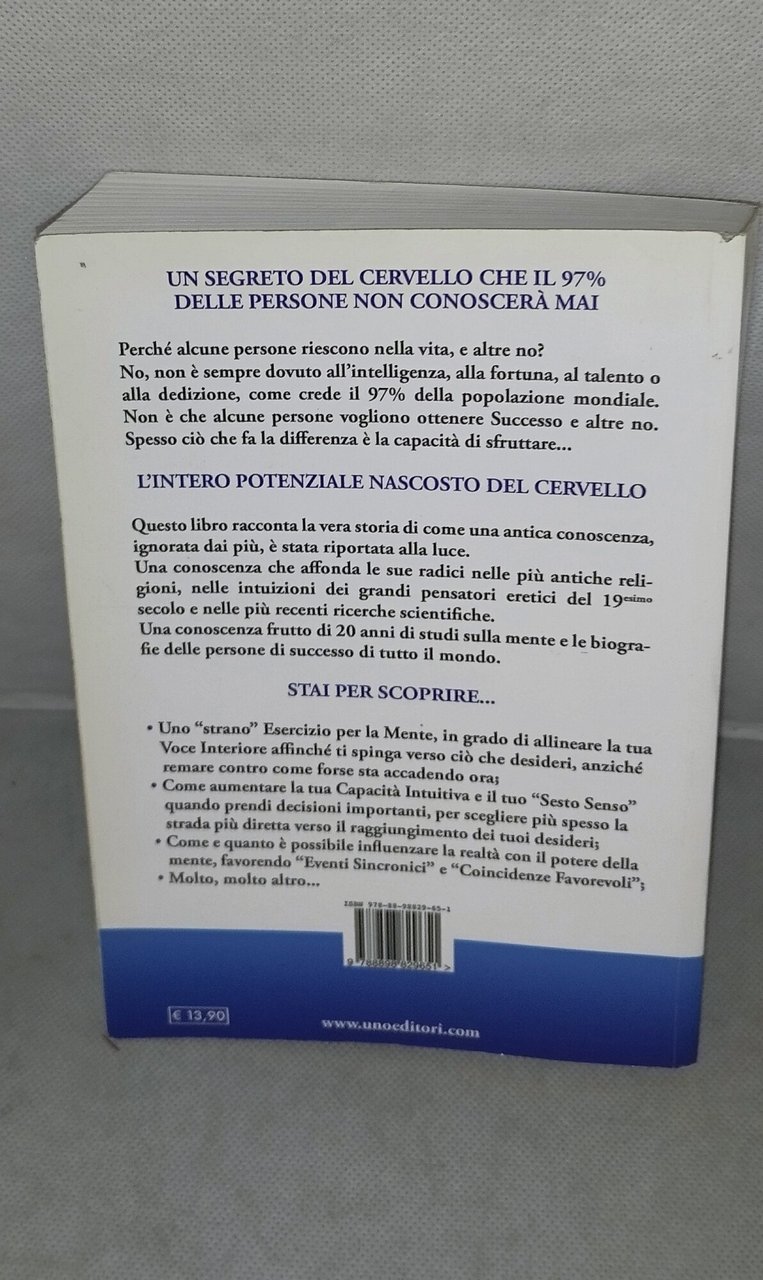 UN SEGRETO DEL CERVELLO CHE IL 97%
DELLE PERSONE NON CONOSCERÀ MAI
Perché alcune persone riescono nella vita, e altre no?
No, non è sempre dovuto all'intelligenza, alla fortuna, al talento o
alla dedizione, come crede il 97% della popolazione mondiale.
Non è che alcune persone vogliono ottenere Successo e altre no.
Spesso ciò che fa la differenza è la capacità di sfruttare...
L'INTERO POTENZIALE NASCOSTO DEL CERVELLO
Questo libro racconta la vera storia di come una antica conoscenza,
ignorata dai più, è stata riportata alla luce.
Una conoscenza che affonda le sue radici nelle più antiche reli-
gioni, nelle intuizioni dei grandi pensatori eretici del 19esimo
secolo e nelle più recenti ricerche scientifiche.
Una conoscenza frutto di 20 anni di studi sulla mente e le biogra-
fie delle persone di successo di tutto il mondo.
STAI PER SCOPRIRE...
• Uno "strano" Esercizio per la Mente, in grado di allineare la tua
Voce Interiore affinché ti spinga verso ciò che desideri, anziché
remare contro come forse sta accadendo ora;
• Come aumentare la tua Capacità Intuitiva e il tuo "Sesto Senso"
quando prendi decisioni importanti, per scegliere più spesso la
strada più diretta verso il raggiungimento dei tuoi desideri;
• Come e quanto è possibile influenzare la realtà con il potere della
mente, favorendo "Eventi Sincronici" e "Coincidenze Favorevoli";
• Molto, molto altro...
ISBN 978-88-98829-65-1
9 788898 829651 >
€ 13,90
www.unoeditori.com